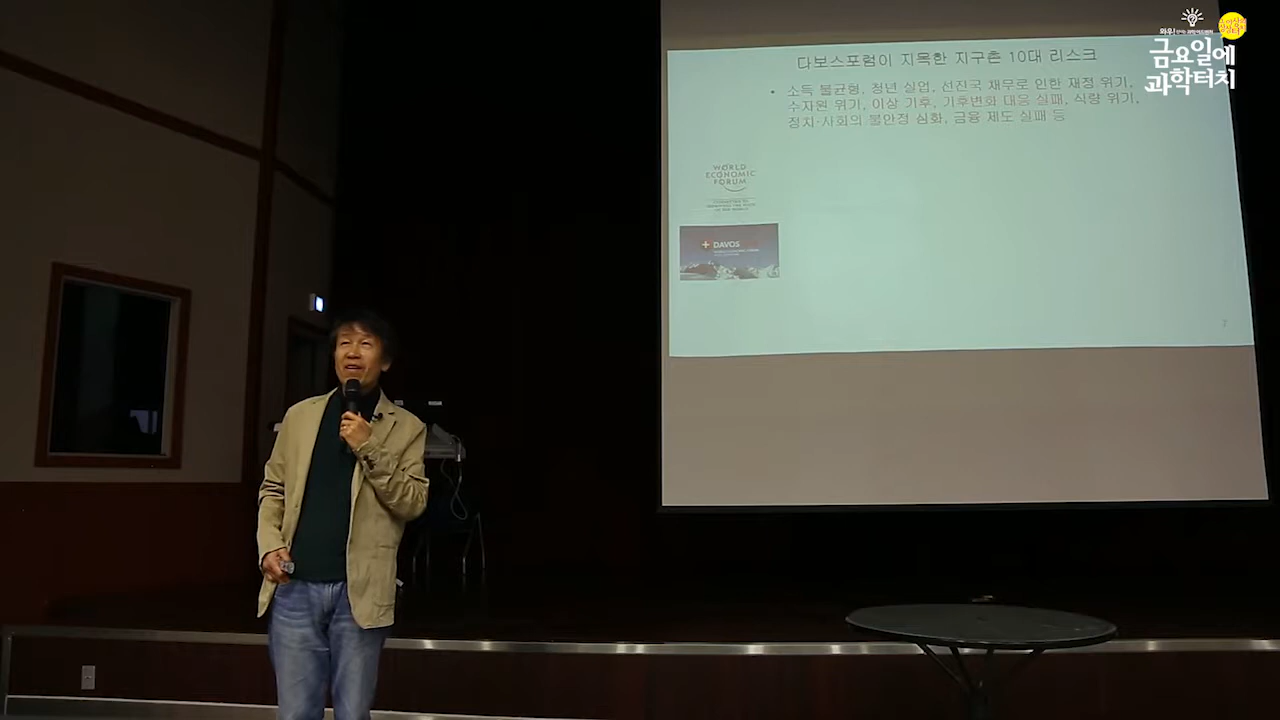 다보스포럼이 지목한 지구촌 10대 리스크
• 소득 불균형, 청년 실업, 선진국 채무로 인한 재정 위기,
수자원 위기, 이상 기후, 기후변화 대응 실패, 식량 위기,
정치·사회의 불안정 심화, 금융 제도 실패 등
WORLD
ECONOMIC
FORUM
DAVOS
금요일에
과학터치